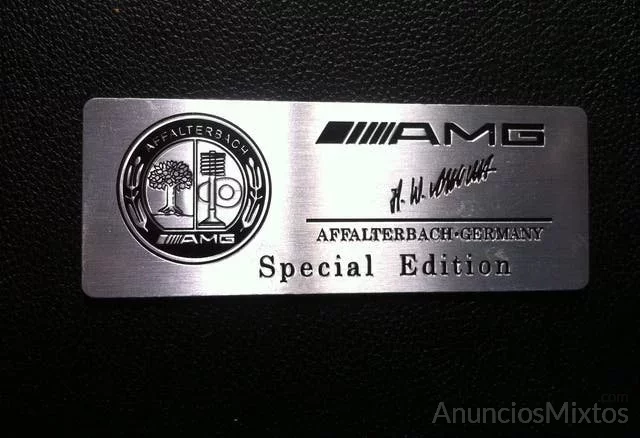 AFFALTERBACH
AMG
AMG
AFFALTERBACH·GERMANY
Special Edition
.com
AnunciosMixtos